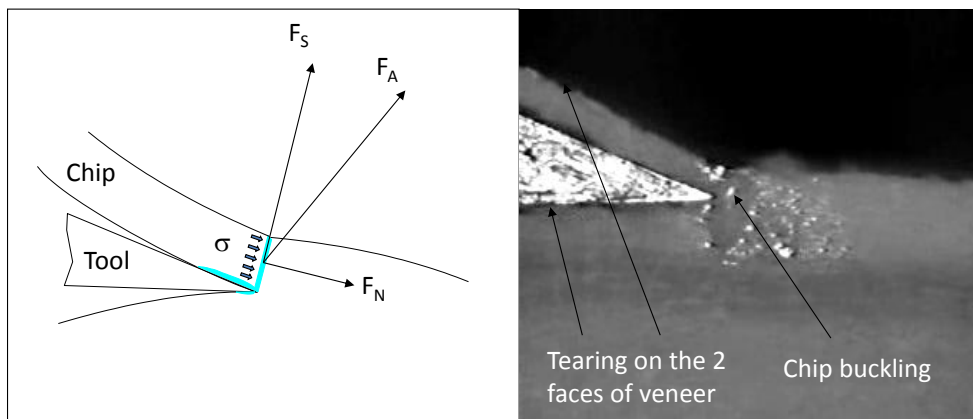 F_S
F_A
Chip
σ
Tool
F_N
Tearing on the 2
faces of veneer
Chip buckling